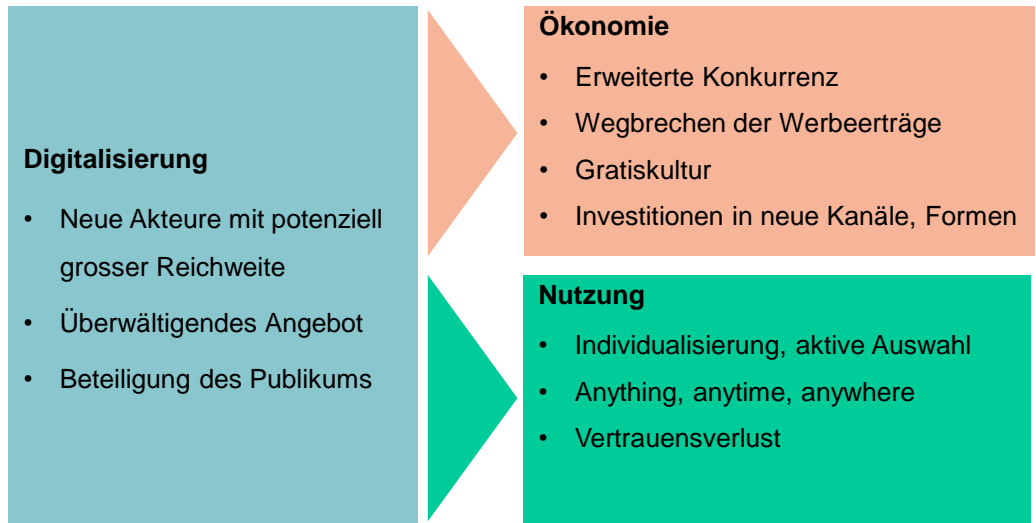 Digitalisierung
• Neue Akteure mit potenziell
grosser Reichweite
• Überwältigendes Angebot
• Beteiligung des Publikums
Ökonomie
• Erweiterte Konkurrenz
• Wegbrechen der Werbeerträge
• Gratiskultur
• Investitionen in neue Kanäle, Formen
Nutzung
• Individualisierung, aktive Auswahl
• Anything, anytime, anywhere
• Vertrauensverlust